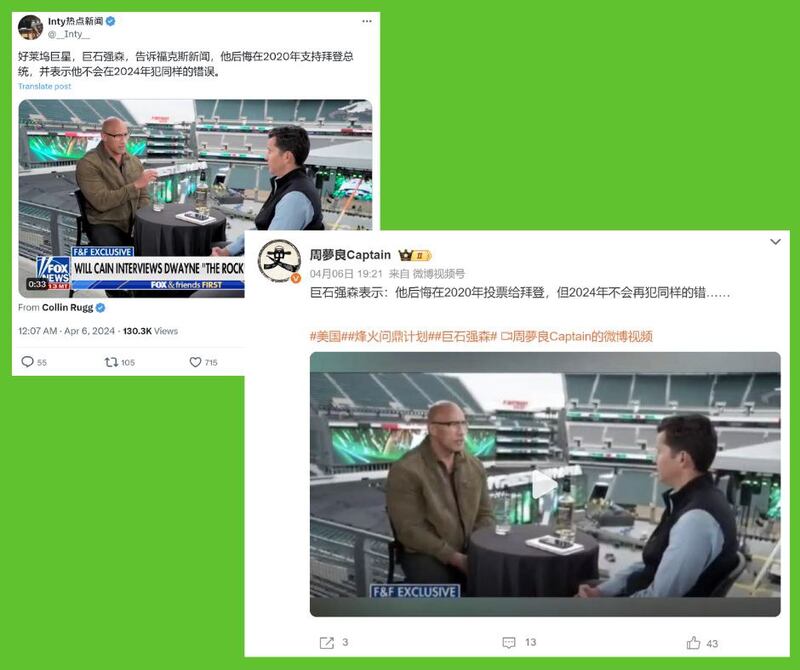 Inty热点新闻
@__Inty__
好莱坞巨星，巨石强森，告诉福克斯新闻，他后悔在2020年支持拜登总
统，并表示他不会在2024年犯同样的错误。
Translate post
F&F EXCLUSIVE
FOX NEWS
WILL CAIN INTERVIEWS DWAYNE "THE ROCK
0:33
FOX & friends FIRST
From Collin Rugg
12:07 AM · Apr 6, 2024 · 130.3K Views
55 105 715
周夢良Captain II
04月06日 19:21 来自 微博视频号
巨石强森表示：他后悔在2020年投票给拜登，但2024年不会再犯同样的错……
#美国##烽火问鼎计划##巨石强森# 周夢良Captain的微博视频
F&F EXCLUSIVE
3 13 43